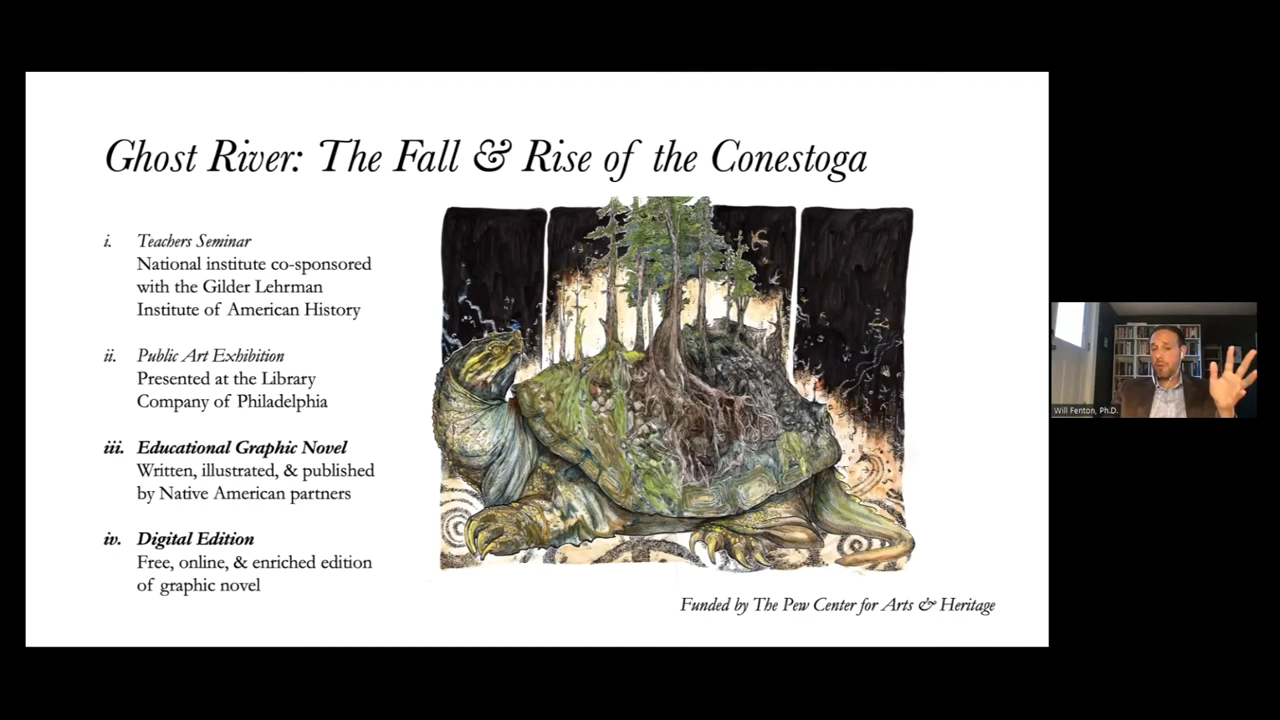 Ghost River: The Fall & Rise of the Conestoga
i. Teachers Seminar
National institute co-sponsored
with the Gilder Lehrman
Institute of American History
ii. Public Art Exhibition
Presented at the Library
Company of Philadelphia
iii. Educational Graphic Novel
Written, illustrated, & published
by Native American partners
iv. Digital Edition
Free, online, & enriched edition
of graphic novel
Funded by The Pew Center for Arts & Heritage
Will Fenton, Ph.D.